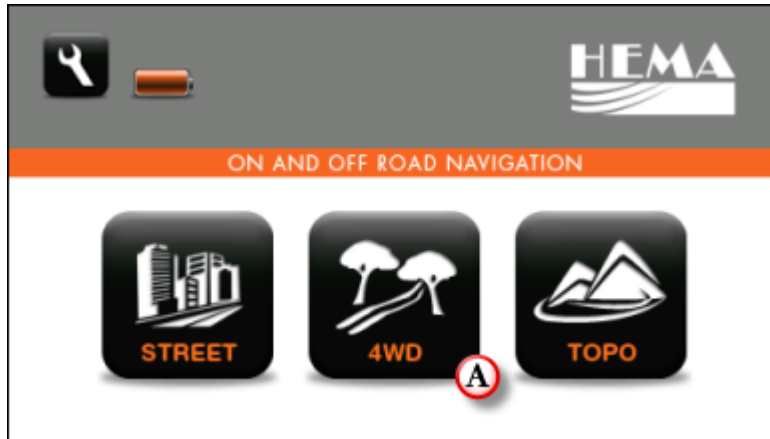 HEMA
ON AND OFF ROAD NAVIGATION
STREET
4WD
TOPO
A